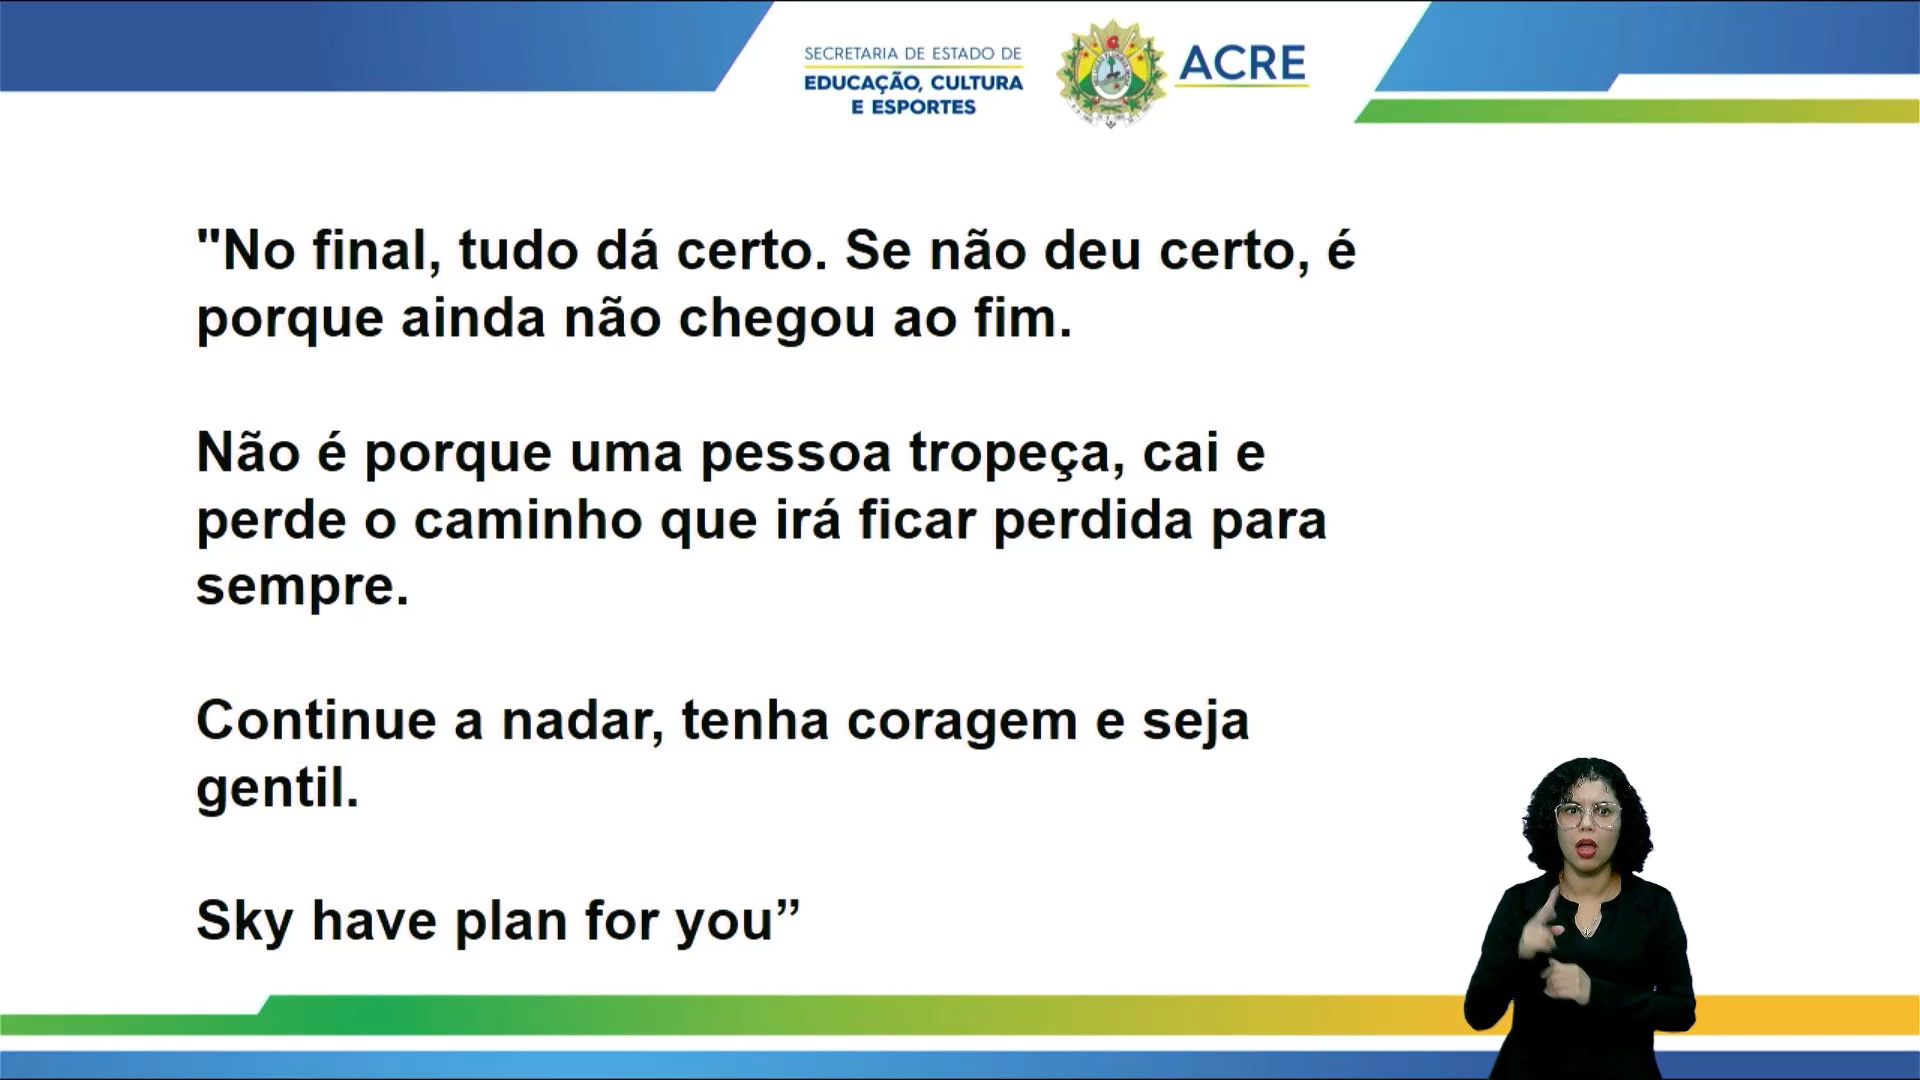 SECRETARIA DE ESTADO DE
EDUCAÇÃO, CULTURA
E ESPORTES
ACRE
"No final, tudo dá certo. Se não deu certo, é
porque ainda não chegou ao fim.
Não é porque uma pessoa tropeça, cai e
perde o caminho que irá ficar perdida para
sempre.
Continue a nadar, tenha coragem e seja
gentil.
Sky have plan for you”